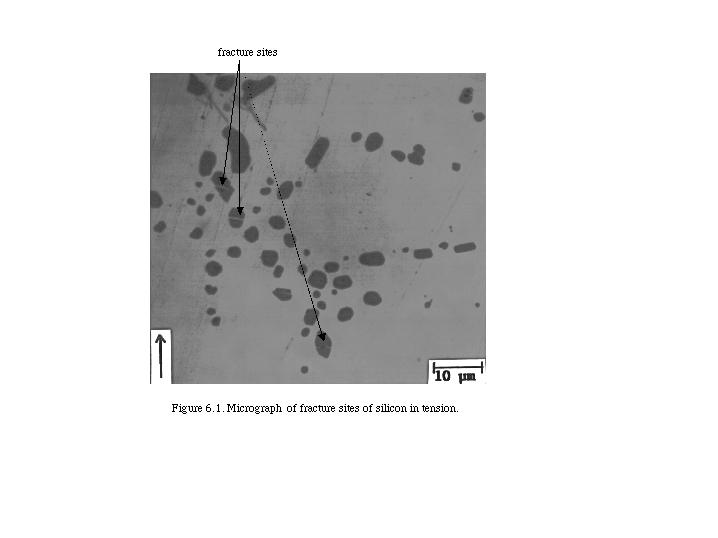 fracture sites
10 µm
Figure 6.1. Micrograph of fracture sites of silicon in tension.